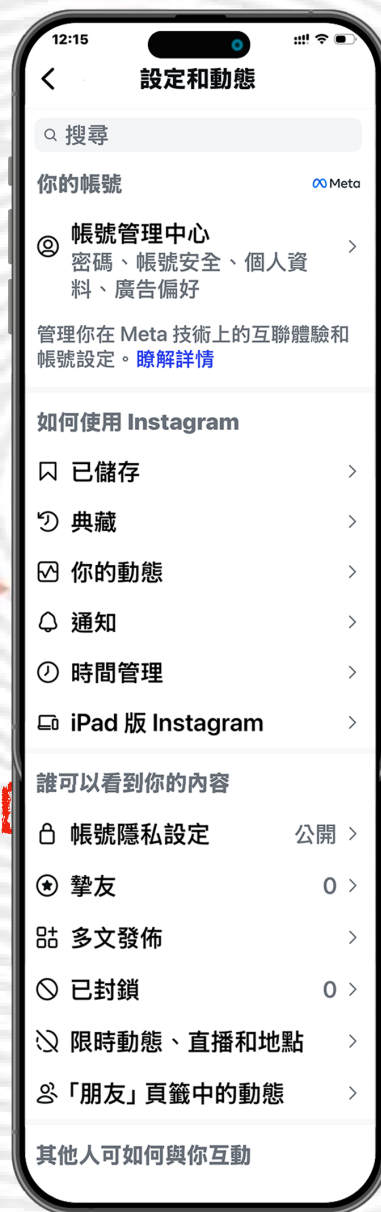 12:15
設定和動態
搜尋
你的帳號
Meta
帳號管理中心
密碼、帳號安全、個人資
料、廣告偏好
管理你在 Meta 技術上的互聯體驗和
帳號設定。瞭解詳情
如何使用 Instagram
已儲存
典藏
你的動態
通知
時間管理
iPad 版 Instagram
誰可以看到你的內容
帳號隱私設定 公開
摯友 0
多文發佈
已封鎖 0
限時動態、直播和地點
「朋友」頁籤中的動態
其他人可如何與你互動